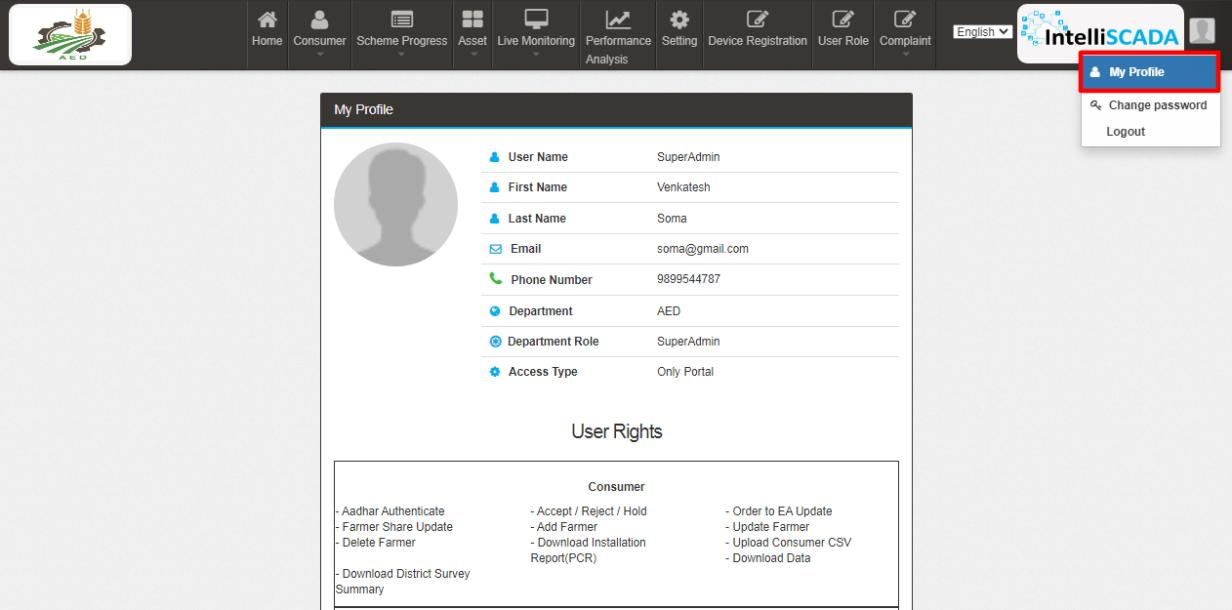 AED
Home Consumer Scheme Progress Asset Live Monitoring Performance Analysis Setting Device Registration User Role Complaint
English
IntelliSCADA
My Profile
Change password
Logout
My Profile
User Name SuperAdmin
First Name Venkatesh
Last Name Soma
Email soma@gmail.com
Phone Number 9899544787
Department AED
Department Role SuperAdmin
Access Type Only Portal
User Rights
Consumer
- Aadhar Authenticate - Accept / Reject / Hold - Order to EA Update
- Farmer Share Update - Add Farmer - Update Farmer
- Delete Farmer - Download Installation - Upload Consumer CSV
Report(PCR) - Download Data
- Download District Survey
Summary